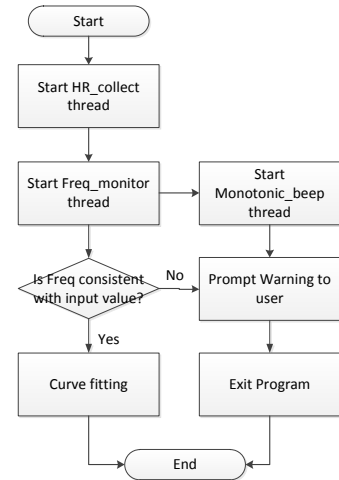 Start
Start HR_collect
thread
Start Freq_monitor
thread
Start
Monotonic_beep
thread
Is Freq consistent
with input value?
No
Prompt Warning to
user
Yes
Curve fitting
Exit Program
End